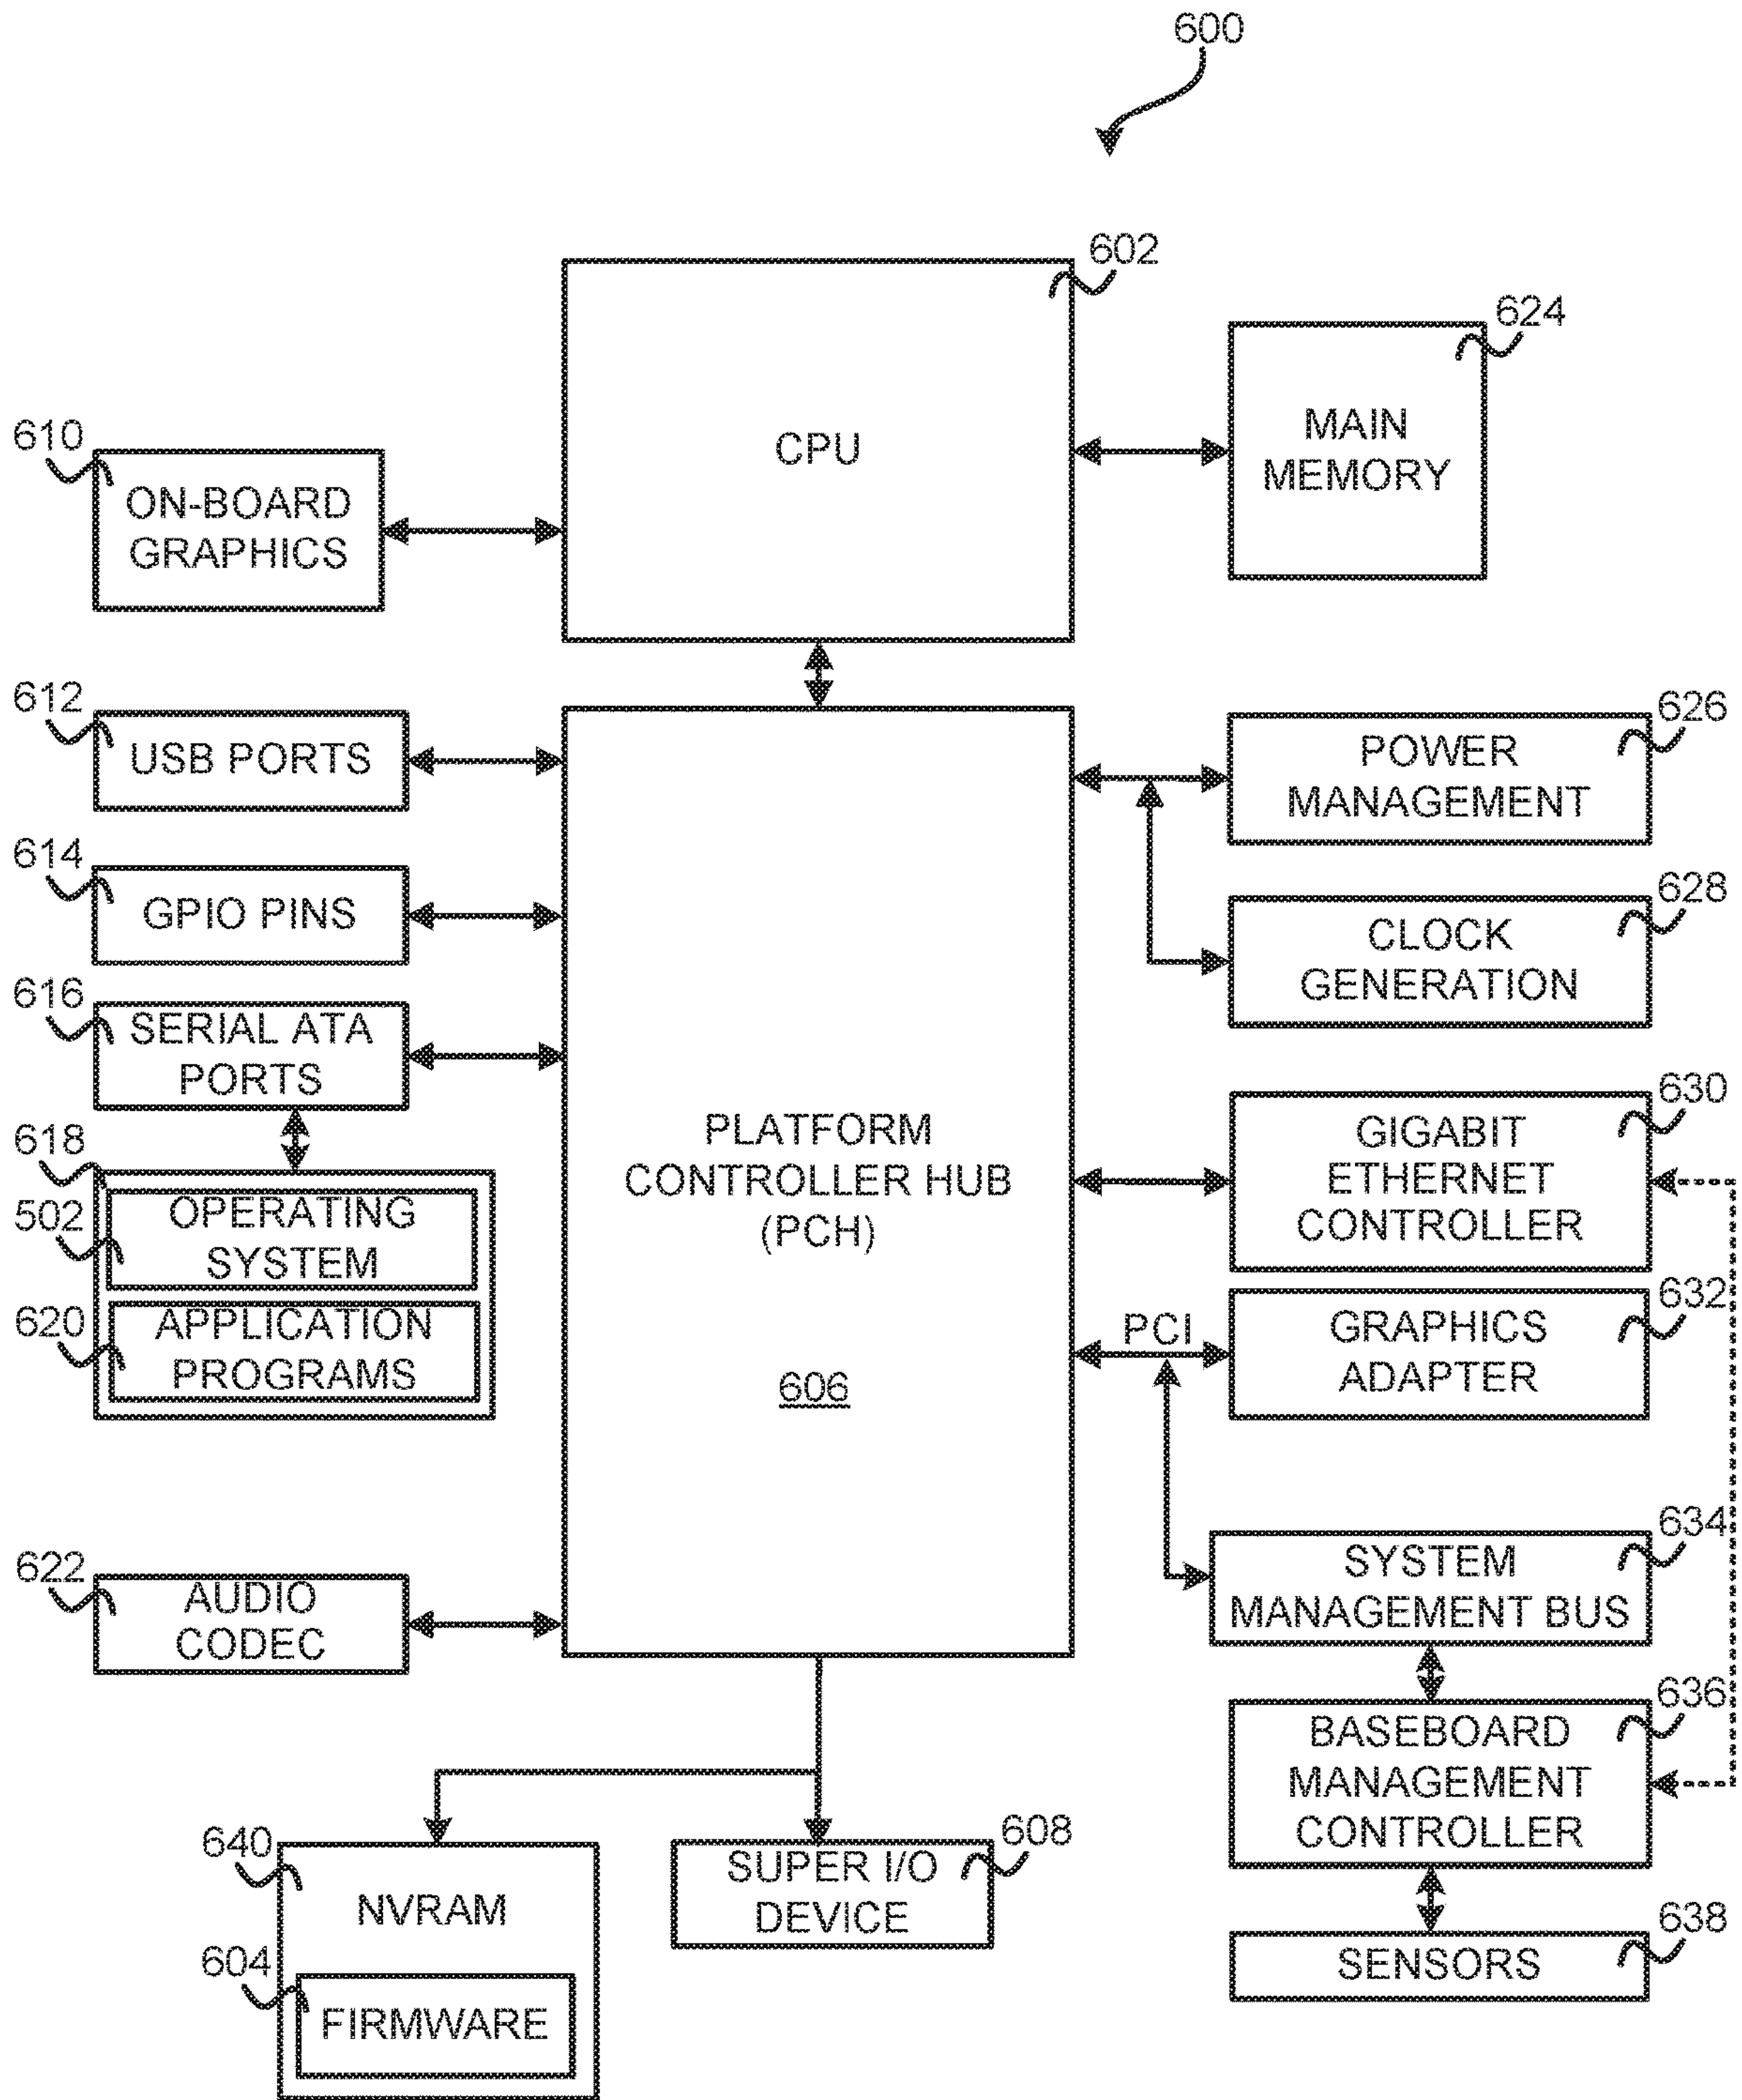 600
602
CPU
624
MAIN
MEMORY
610
ON-BOARD
GRAPHICS
612
USB PORTS
614
GPIO PINS
616
SERIAL ATA
PORTS
618
502
OPERATING
SYSTEM
620
APPLICATION
PROGRAMS
622
AUDIO
CODEC
PLATFORM
CONTROLLER HUB
(PCH)
606
626
POWER
MANAGEMENT
628
CLOCK
GENERATION
630
GIGABIT
ETHERNET
CONTROLLER
PCI
632
GRAPHICS
ADAPTER
634
SYSTEM
MANAGEMENT BUS
636
BASEBOARD
MANAGEMENT
CONTROLLER
638
SENSORS
640
NVRAM
604
FIRMWARE
608
SUPER I/O
DEVICE